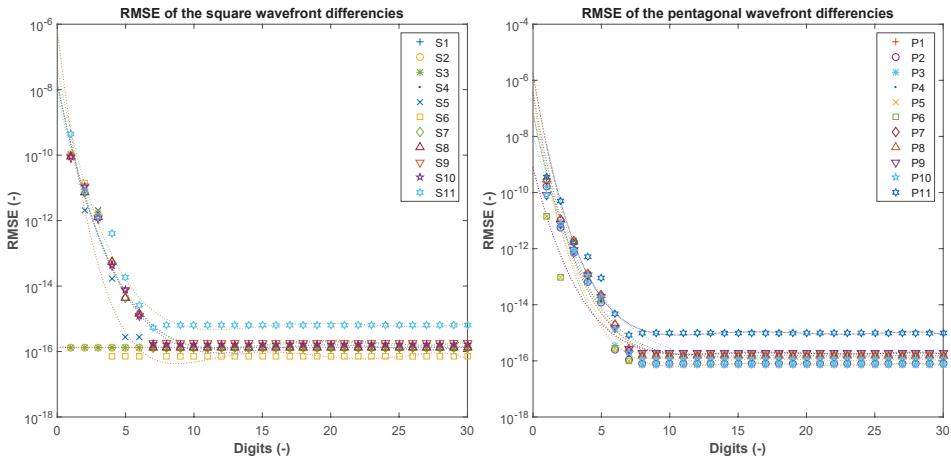 RMSE of the square wavefront differencies
RMSE (-)
10^-6
10^-8
10^-10
10^-12
10^-14
10^-16
10^-18
0 5 10 15 20 25 30
Digits (-)
S1
S2
S3
S4
S5
S6
S7
S8
S9
S10
S11
RMSE of the pentagonal wavefront differencies
RMSE (-)
10^-4
10^-6
10^-8
10^-10
10^-12
10^-14
10^-16
10^-18
0 5 10 15 20 25 30
Digits (-)
P1
P2
P3
P4
P5
P6
P7
P8
P9
P10
P11